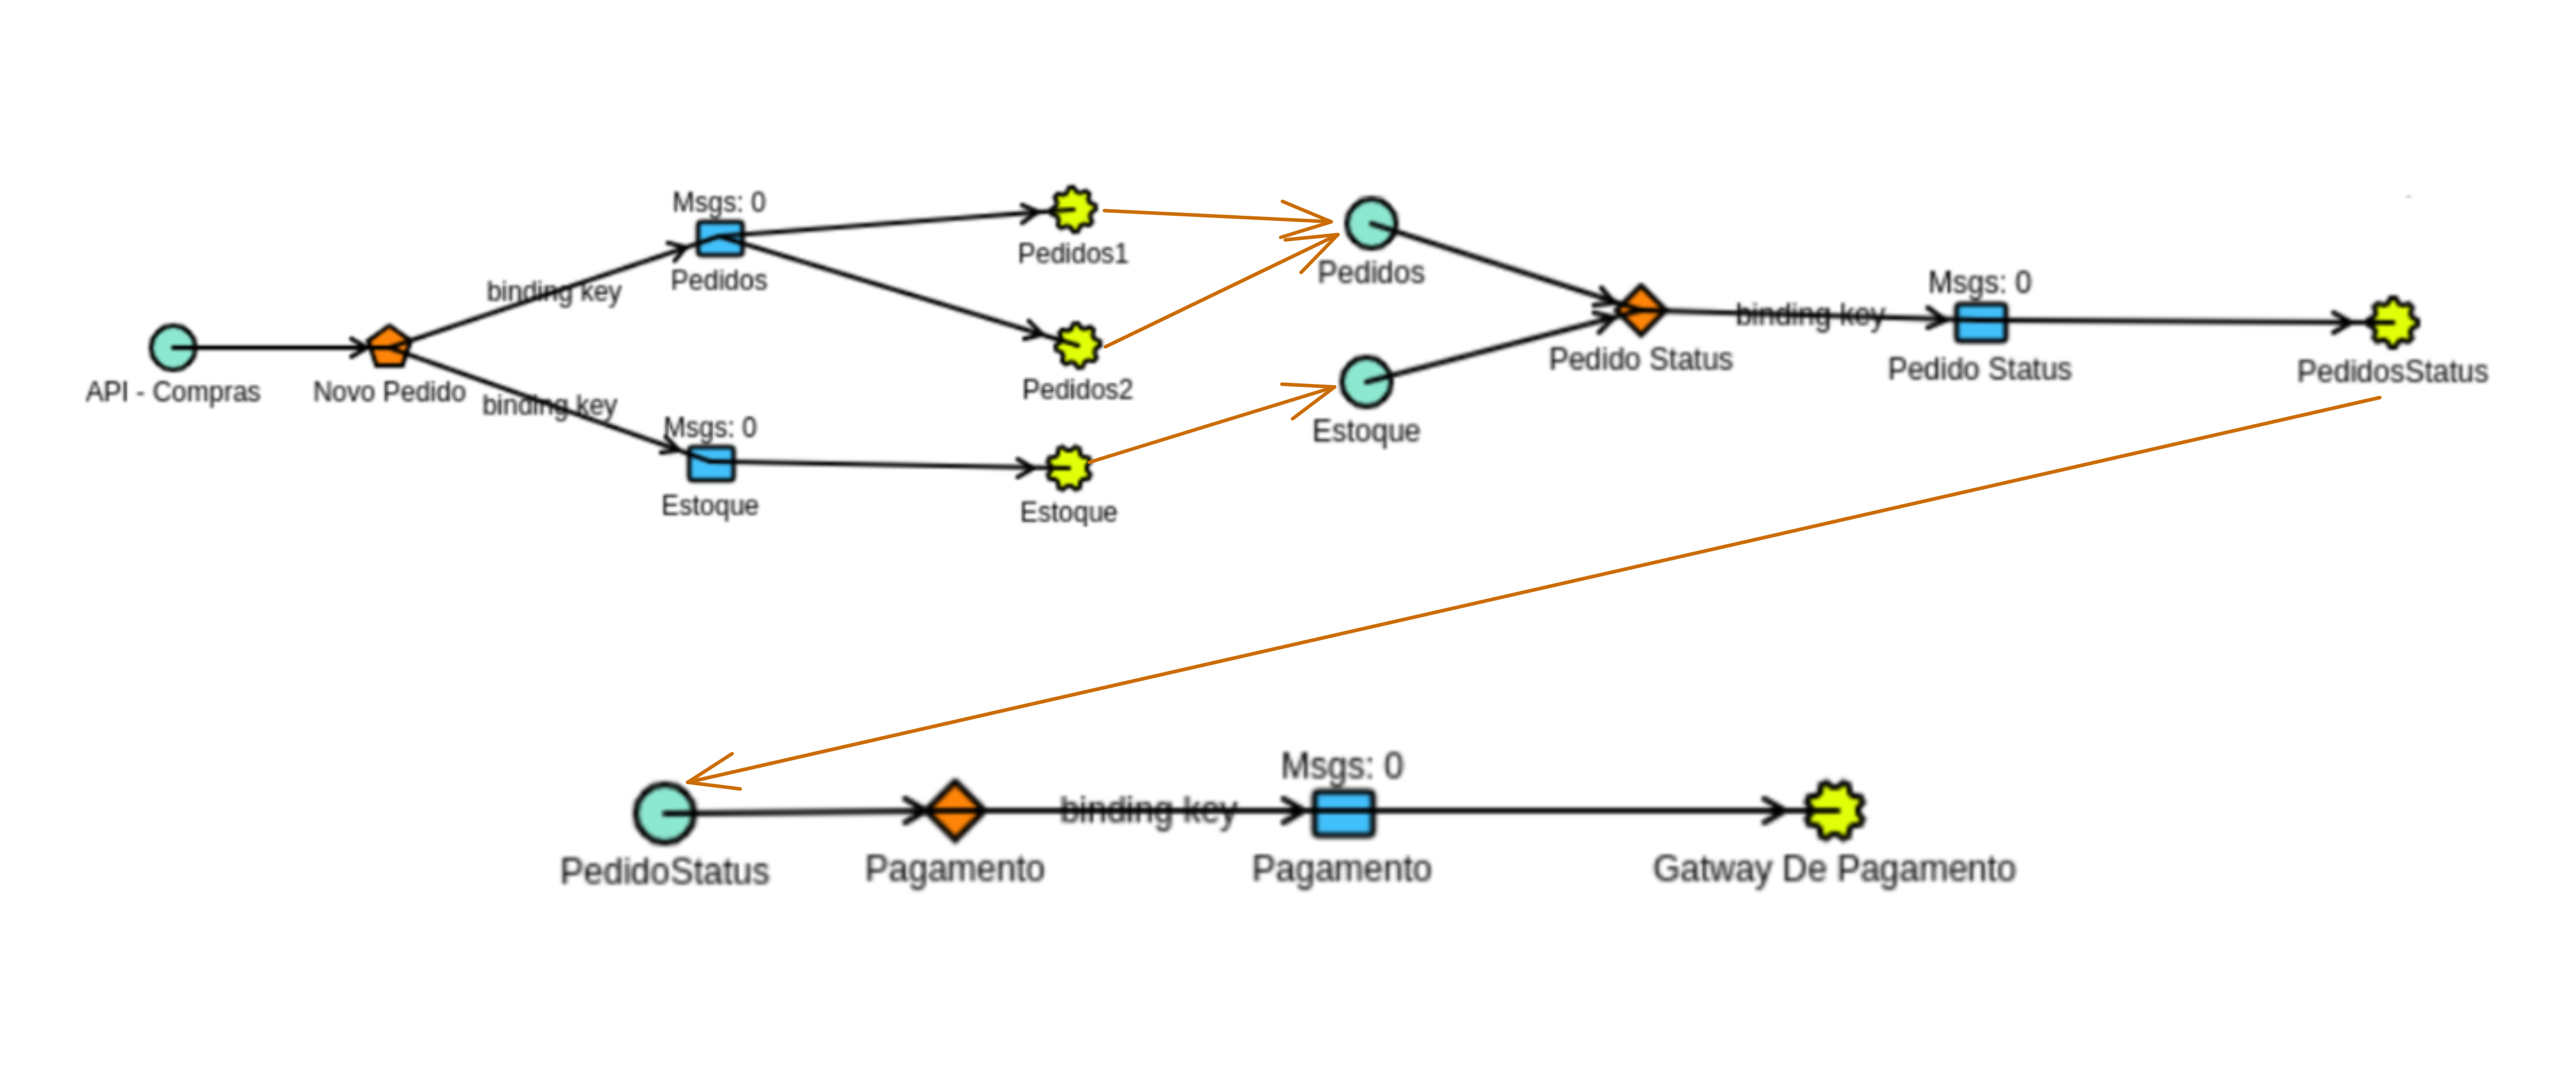 Msgs: 0
Pedidos
binding key
Pedidos1
Pedidos2
API - Compras
Novo Pedido
binding key
Msgs: 0
Estoque
Estoque
Pedidos
Estoque
Pedido Status
binding key
Msgs: 0
Pedido Status
PedidosStatus
PedidoStatus
Pagamento
binding key
Msgs: 0
Pagamento
Gatway De Pagamento